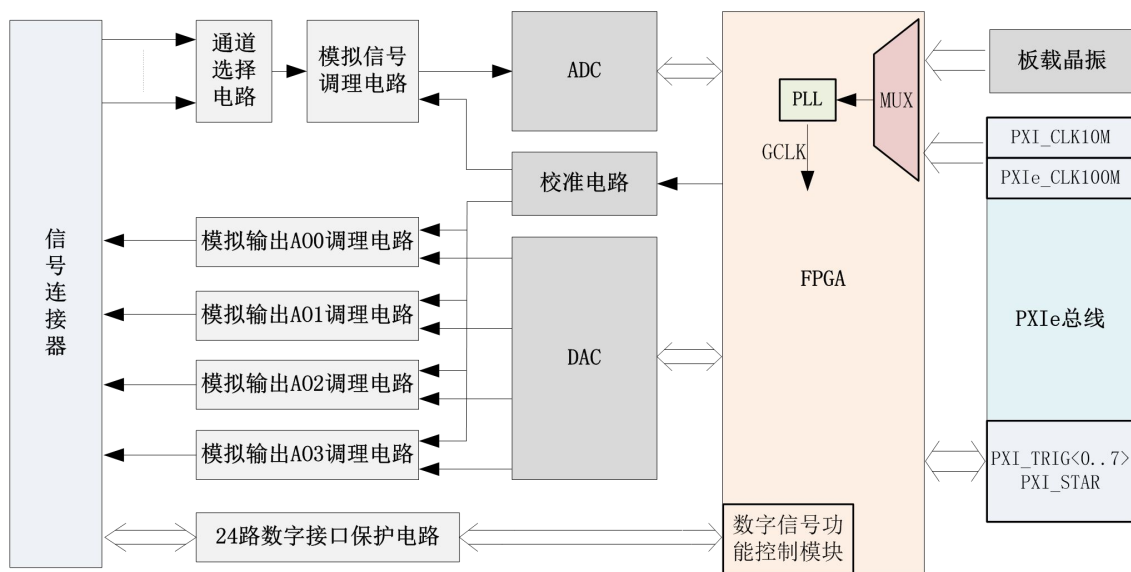 信号连接器
通道
选择
电路
模拟信号
调理电路
ADC
校准电路
模拟输出AO0调理电路
模拟输出AO1调理电路
模拟输出AO2调理电路
模拟输出AO3调理电路
DAC
24路数字接口保护电路
PLL
MUX
GCLK
FPGA
数字信号功
能控制模块
板载晶振
PXI_CLK10M
PXIe_CLK100M
PXIe总线
PXI_TRIG<0..7>
PXI_STAR